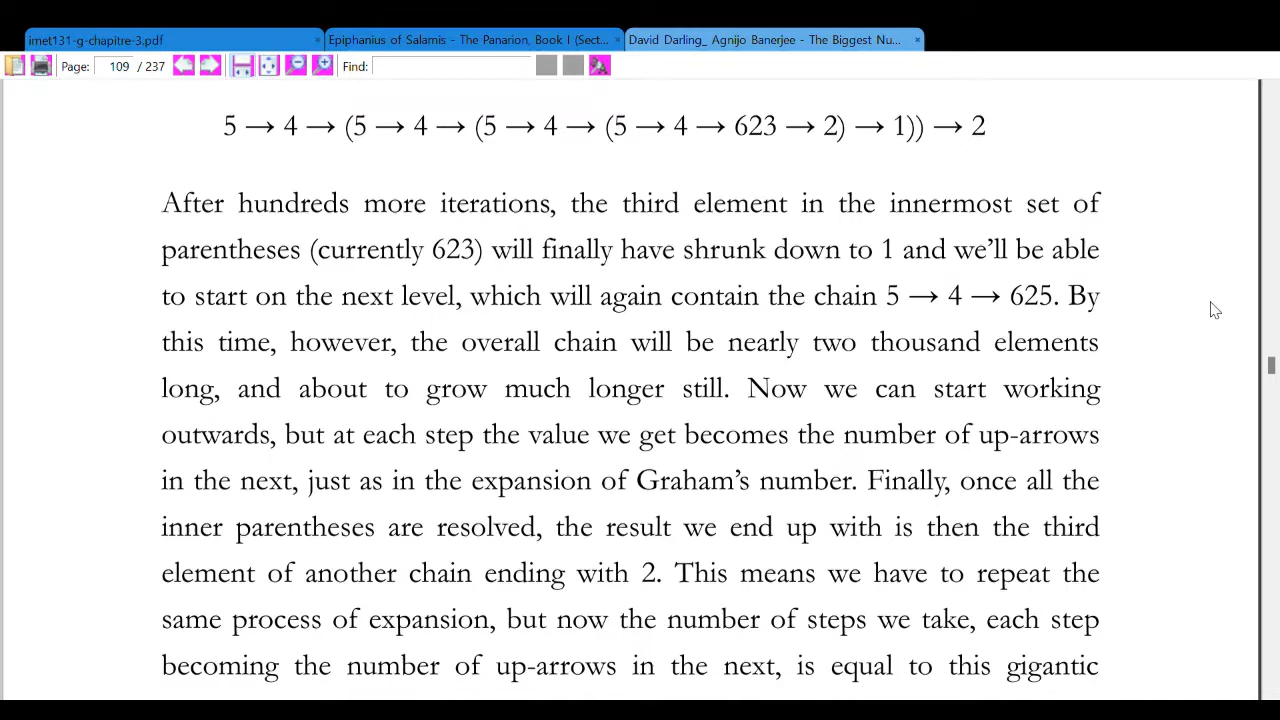 imet131-g-chapitre-3.pdf × Epiphanius of Salamis - The Panarion, Book I (Sect... × David Darling_ Agnijo Banerjee - The Biggest Nu... ×
Page: 109 / 237 Find:
5 → 4 → (5 → 4 → (5 → 4 → (5 → 4 → 623 → 2) → 1)) → 2
After hundreds more iterations, the third element in the innermost set of
parentheses (currently 623) will finally have shrunk down to 1 and we’ll be able
to start on the next level, which will again contain the chain 5 → 4 → 625. By
this time, however, the overall chain will be nearly two thousand elements
long, and about to grow much longer still. Now we can start working
outwards, but at each step the value we get becomes the number of up-arrows
in the next, just as in the expansion of Graham’s number. Finally, once all the
inner parentheses are resolved, the result we end up with is then the third
element of another chain ending with 2. This means we have to repeat the
same process of expansion, but now the number of steps we take, each step
becoming the number of up-arrows in the next, is equal to this gigantic